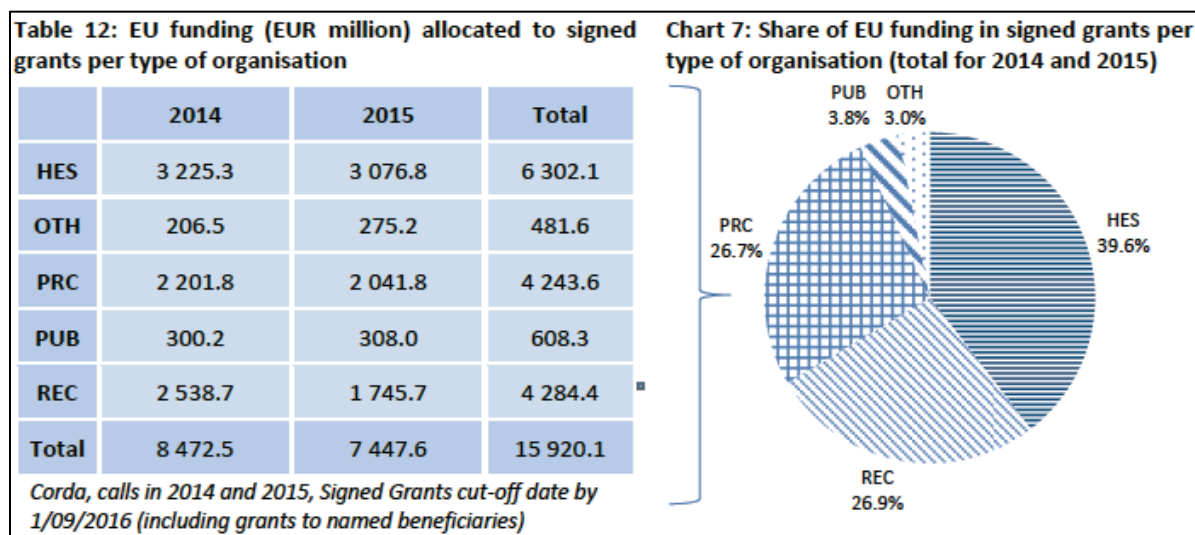 Table 12: EU funding (EUR million) allocated to signed
grants per type of organisation
2014 2015 Total
HES 3 225.3 3 076.8 6 302.1
OTH 206.5 275.2 481.6
PRC 2 201.8 2 041.8 4 243.6
PUB 300.2 308.0 608.3
REC 2 538.7 1 745.7 4 284.4
Total 8 472.5 7 447.6 15 920.1
Corda, calls in 2014 and 2015, Signed Grants cut-off date by
1/09/2016 (including grants to named beneficiaries)
Chart 7: Share of EU funding in signed grants per
type of organisation (total for 2014 and 2015)
PUB
3.8%
OTH
3.0%
PRC
26.7%
HES
39.6%
REC
26.9%